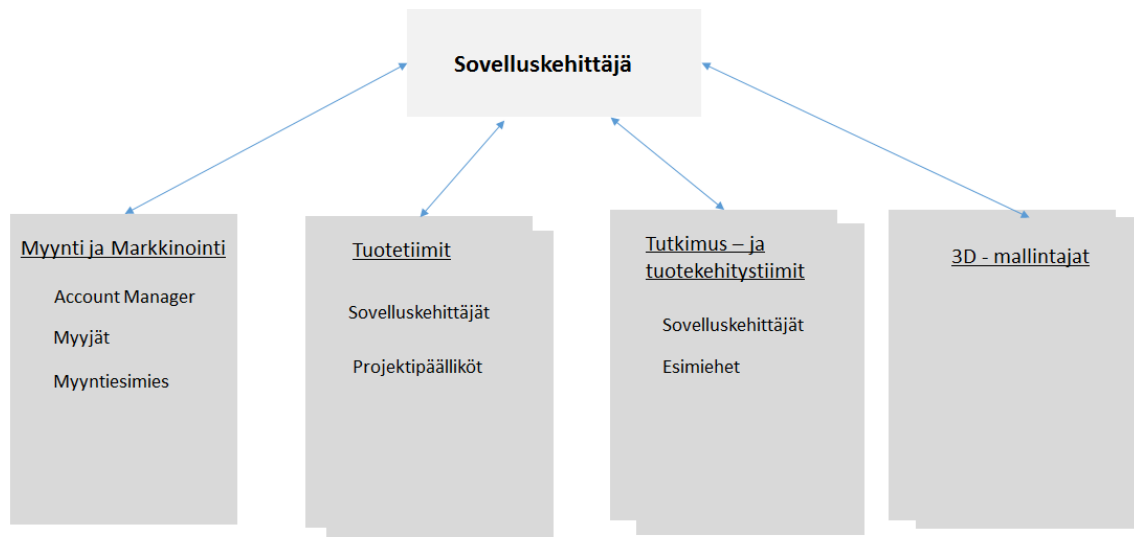 Sovelluskehittäjä
Myynti ja Markkinointi
Account Manager
Myyjät
Myyntiesimies
Tuotetiimit
Sovelluskehittäjät
Projektipäälliköt
Tutkimus – ja
tuotekehitystiimit
Sovelluskehittäjät
Esimiehet
3D - mallintajat